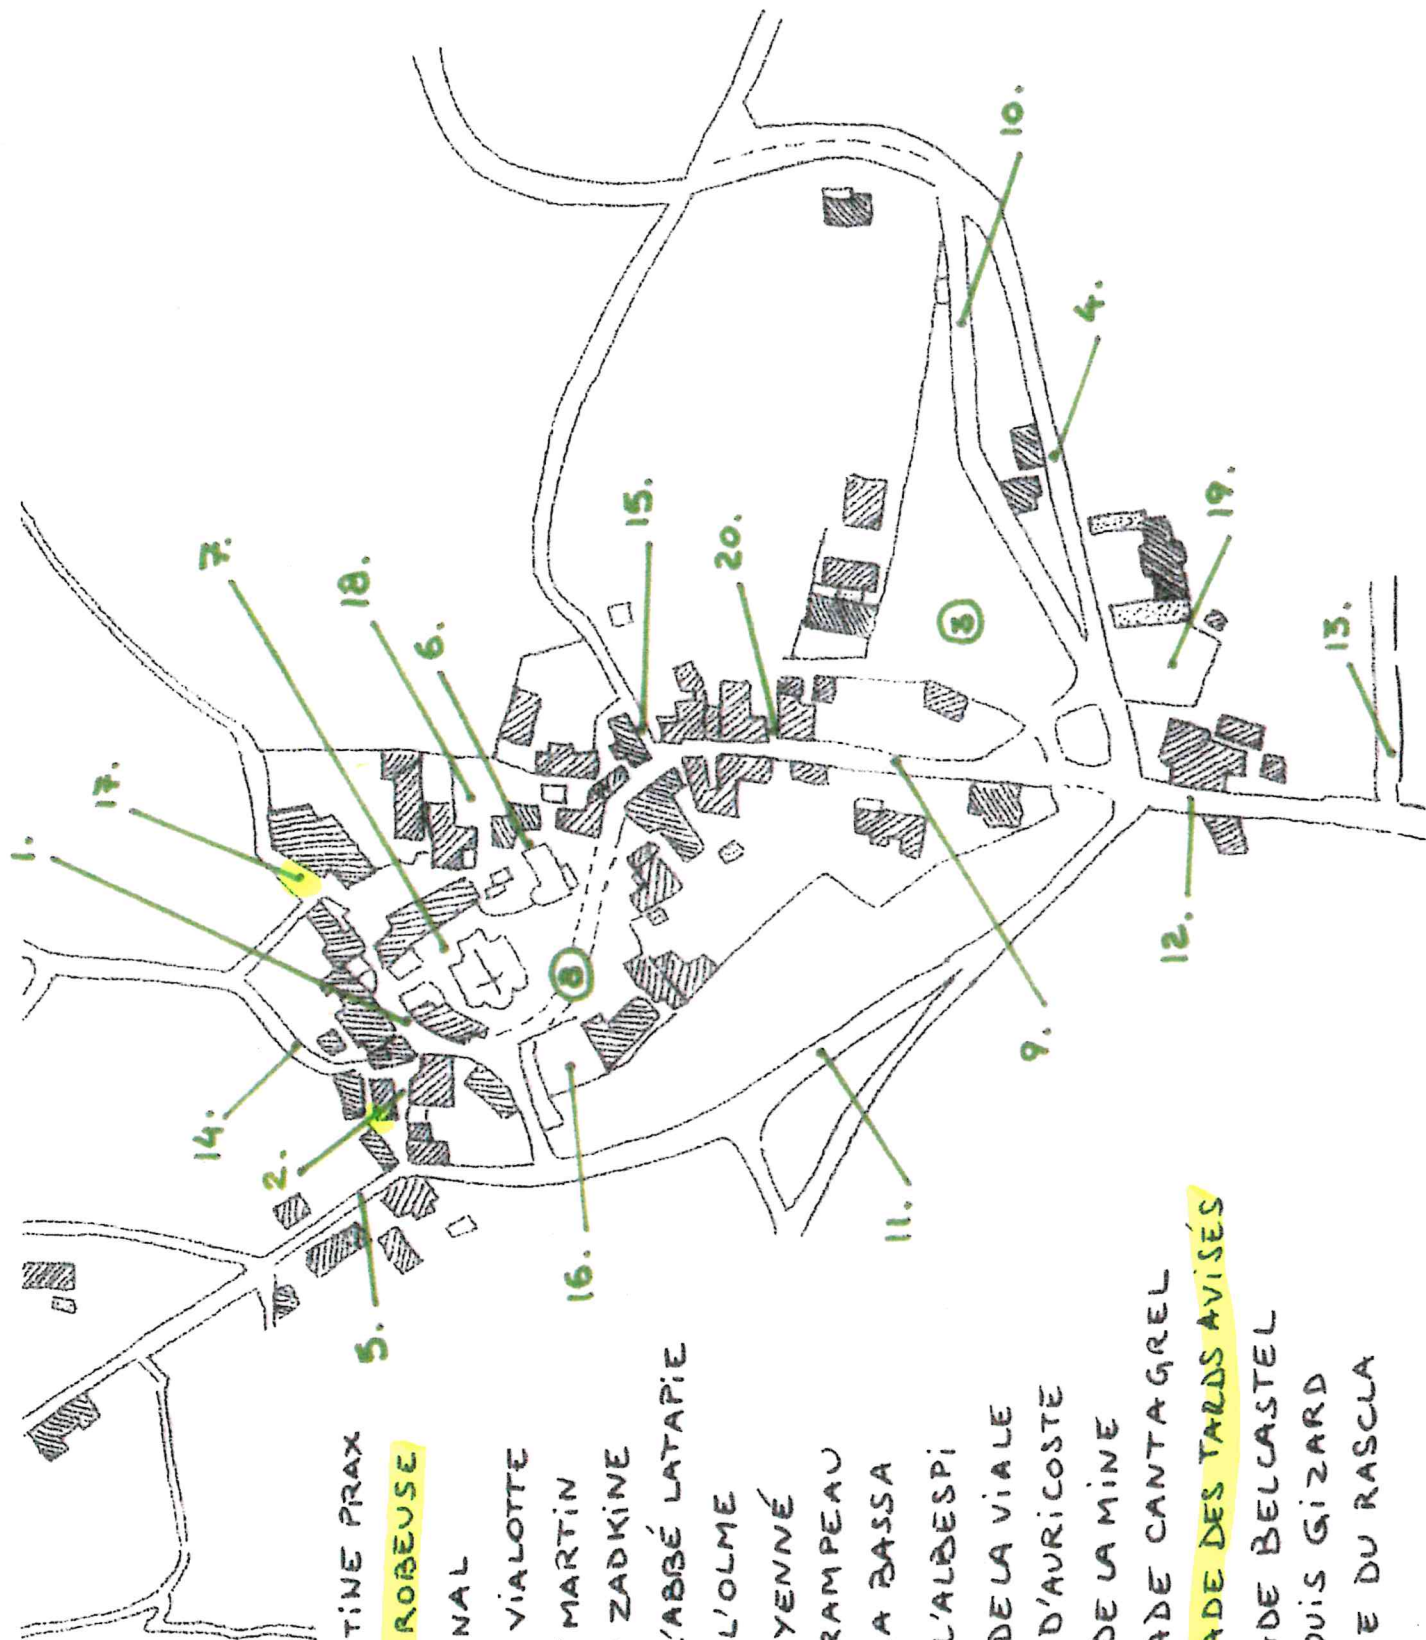 TiNE PRAX
ROBEUSE
NAL
ViALOTTE
MARTiN
ZADKiNE
'ABBÉ LATAPiE
L'OLME
YENNÉ
RAMPEAU
A BASSA
L'ALBESPi
DE LA ViALE
D'AURiCOSTE
DE LA MiNE
ADE CANTAGREL
ADE DES TARDS AViSÉS
DE BELCASTEL
OUiS GiZARD
E DU RASCLA
1.
17.
7.
18.
6.
14.
2.
5.
16.
8
15.
20.
3
10.
4.
19.
13.
12.
9.
11.